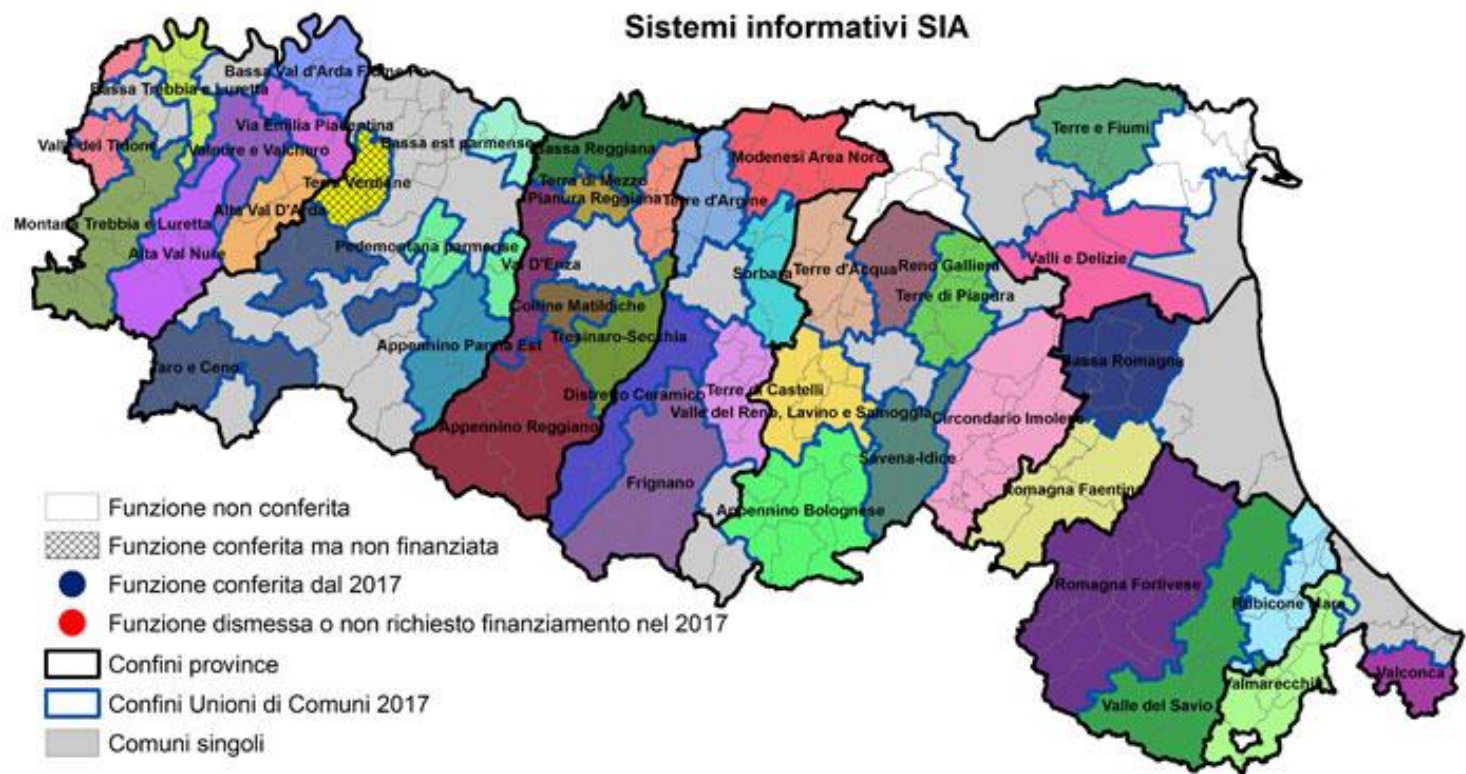 Sistemi informativi SIA
Bassa Val d'Arda Fiume Po
Bassa Trebbia e Luretta
Via Emilia Piacentina
Valle del Tidone
Valnure e Valchero
Bassa est parmense
Bassa Reggiana
Modenesi Area Nord
Terre e Fiumi
Terre Verdiane
Terra di Mezzo
Pianura Reggiana
Terre d'Argine
Alta Val D'Arda
Montana Trebbia e Luretta
Alta Val Nure
Pedemontana parmense
Val D'Enza
Sorbara
Terre d'Acqua
Reno Galliera
Valli e Delizie
Terre di Pianura
Colline Matildiche
Tresinaro-Secchia
Appennino Parma Est
Taro e Ceno
Bassa Romagna
Distretto Ceramico
Terre di Castelli
Valle del Reno, Lavino e Samoggia
Circondario Imolese
Appennino Reggiano
Savena-Idice
Frignano
Romagna Faentina
Appennino Bolognese
Romagna Forlivese
Rubicone Mare
Valmarecchia
Valconca
Valle del Savio
Funzione non conferita
Funzione conferita ma non finanziata
Funzione conferita dal 2017
Funzione dismessa o non richiesto finanziamento nel 2017
Confini province
Confini Unioni di Comuni 2017
Comuni singoli